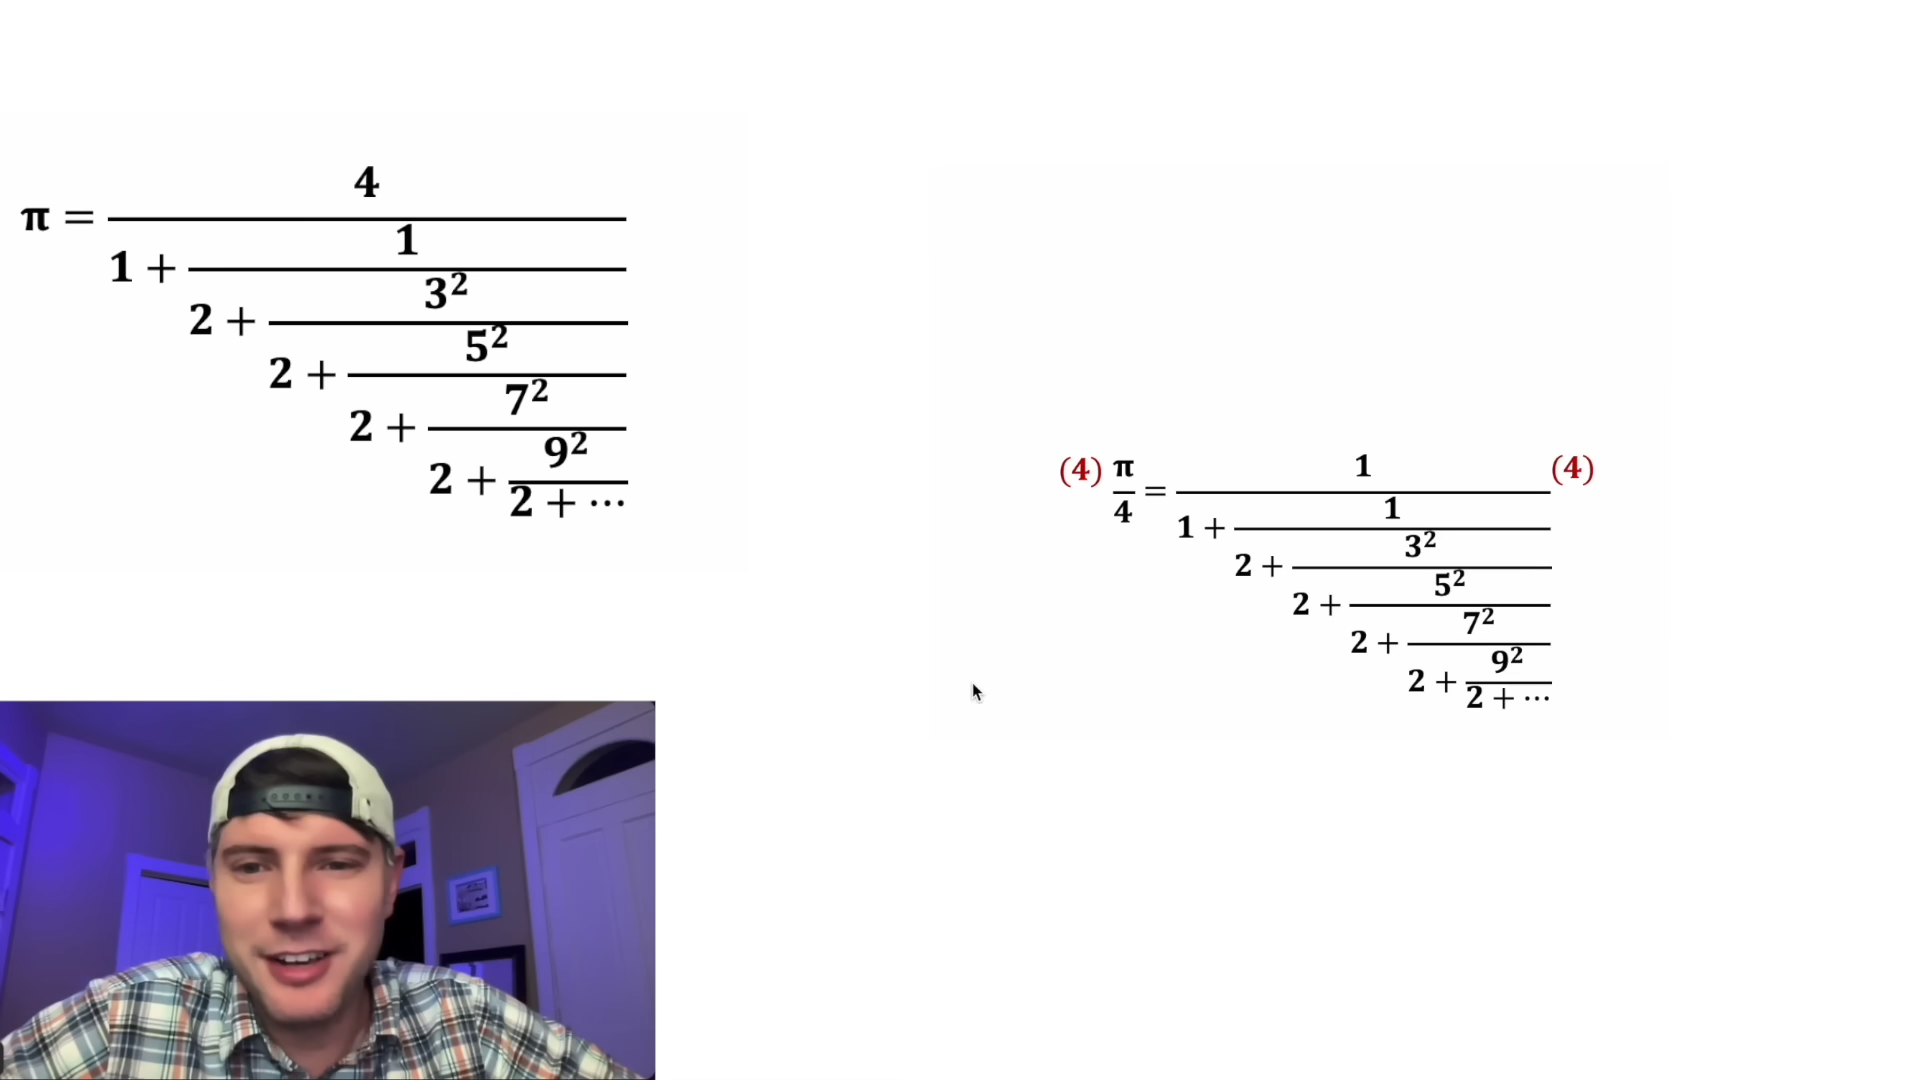 π = 4
1 + 1
2 + 3²
2 + 5²
2 + 7²
2 + 9²
2 + ⋯
(4) π/4 = 1 (4)
1 + 1
2 + 3²
2 + 5²
2 + 7²
2 + 9²
2 + ⋯